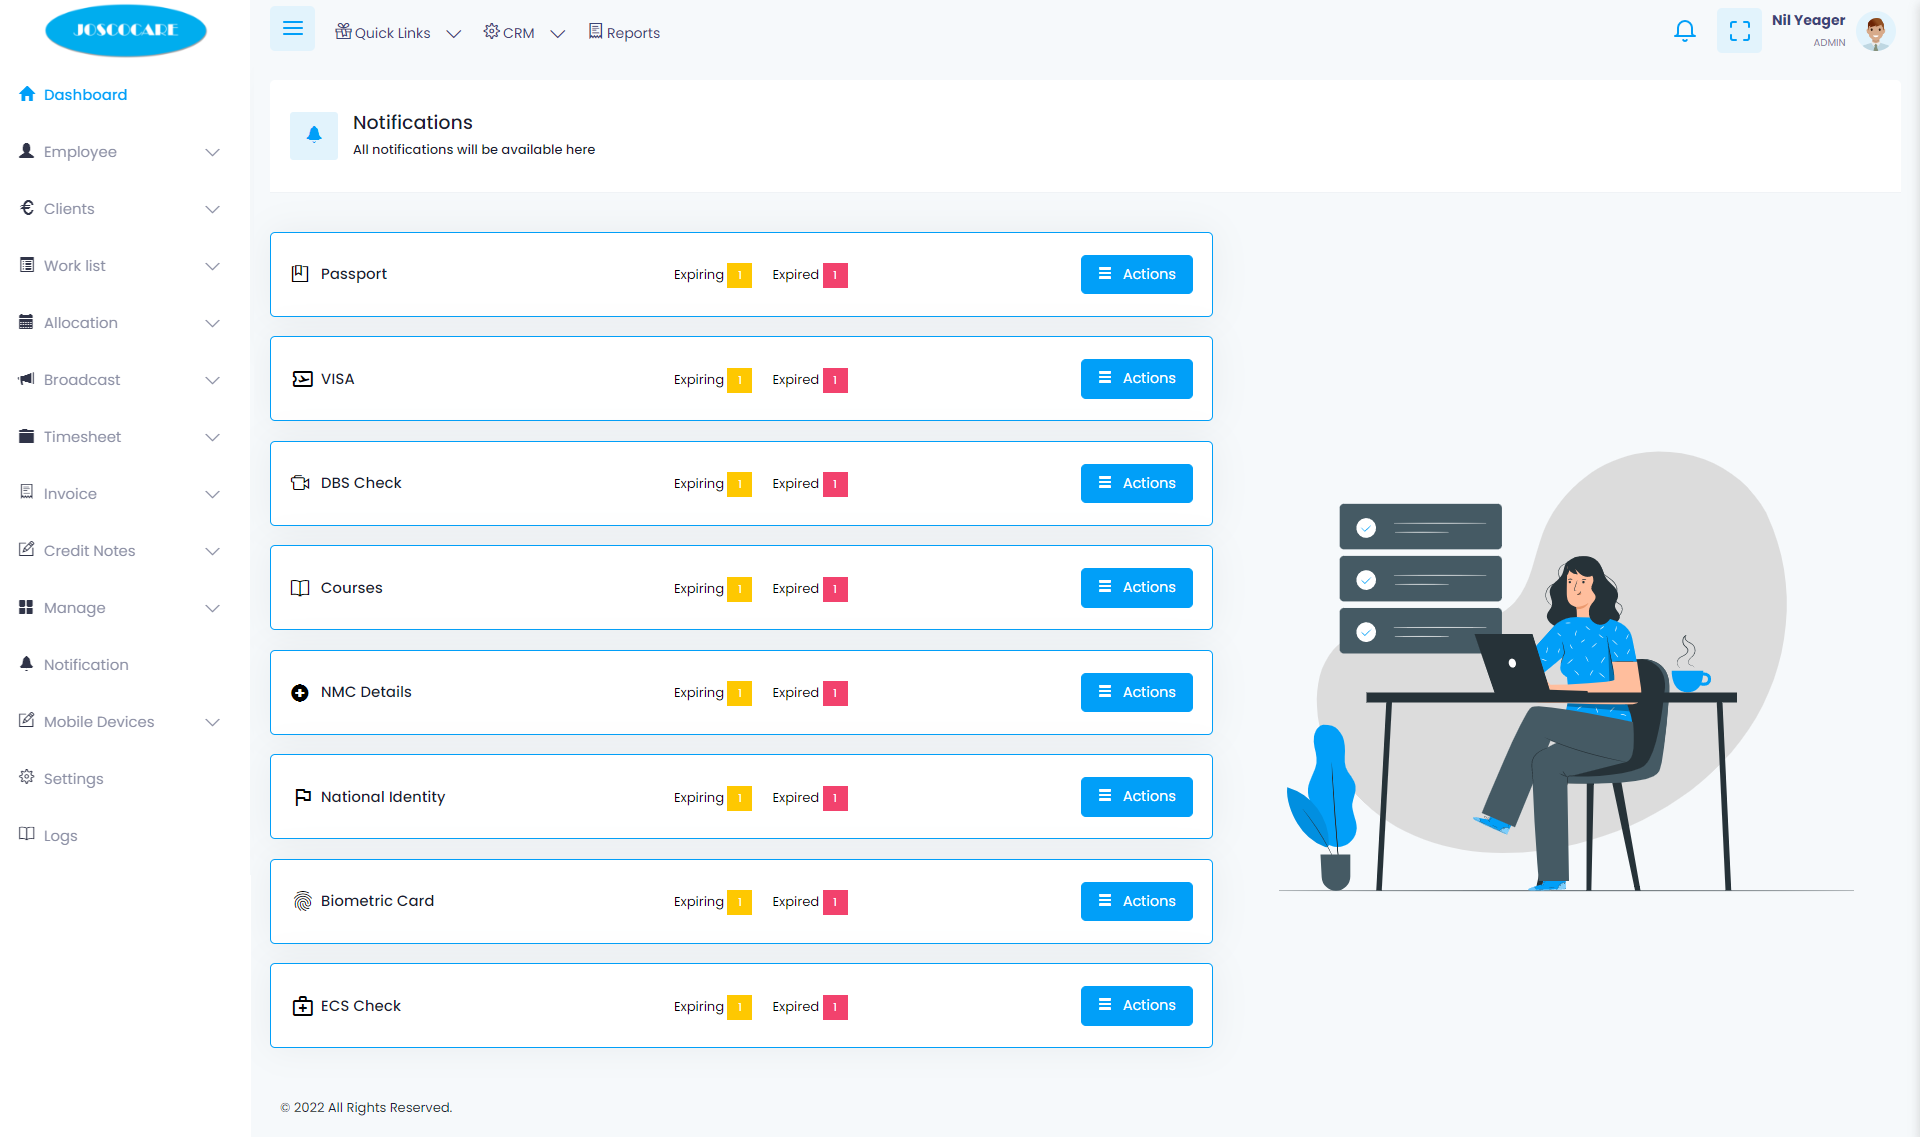 JOSCOCARE
Quick Links
CRM
Reports
Nil Yeager
ADMIN
Dashboard
Employee
Clients
Work list
Allocation
Broadcast
Timesheet
Invoice
Credit Notes
Manage
Notification
Mobile Devices
Settings
Logs
Notifications
All notifications will be available here
Passport Expiring 1 Expired 1 Actions
VISA Expiring 1 Expired 1 Actions
DBS Check Expiring 1 Expired 1 Actions
Courses Expiring 1 Expired 1 Actions
NMC Details Expiring 1 Expired 1 Actions
National Identity Expiring 1 Expired 1 Actions
Biometric Card Expiring 1 Expired 1 Actions
ECS Check Expiring 1 Expired 1 Actions
© 2022 All Rights Reserved.